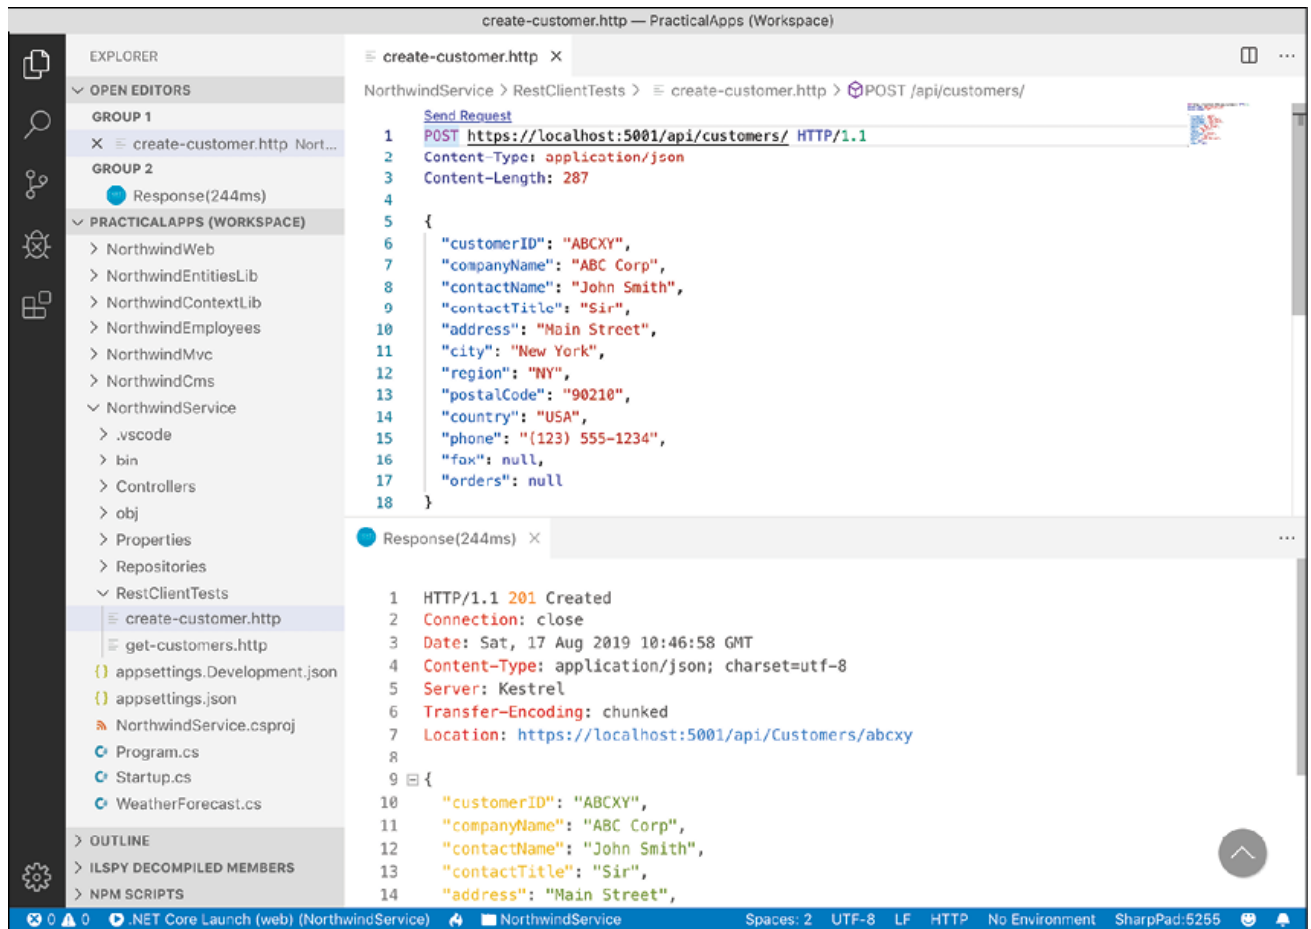 create-customer.http — PracticalApps (Workspace)
EXPLORER
OPEN EDITORS
GROUP 1
create-customer.http Nort...
GROUP 2
Response(244ms)
PRACTICALAPPS (WORKSPACE)
NorthwindWeb
NorthwindEntitiesLib
NorthwindContextLib
NorthwindEmployees
NorthwindMvc
NorthwindCms
NorthwindService
.vscode
bin
Controllers
obj
Properties
Repositories
RestClientTests
create-customer.http
get-customers.http
{} appsettings.Development.json
{} appsettings.json
NorthwindService.csproj
C# Program.cs
C# Startup.cs
C# WeatherForecast.cs
OUTLINE
ILSPY DECOMPILED MEMBERS
NPM SCRIPTS
create-customer.http
NorthwindService > RestClientTests > create-customer.http > POST /api/customers/
Send Request
1 POST https://localhost:5001/api/customers/ HTTP/1.1
2 Content-Type: application/json
3 Content-Length: 287
4
5 {
6 "customerID": "ABCXY",
7 "companyName": "ABC Corp",
8 "contactName": "John Smith",
9 "contactTitle": "Sir",
10 "address": "Main Street",
11 "city": "New York",
12 "region": "NY",
13 "postalCode": "90210",
14 "country": "USA",
15 "phone": "(123) 555-1234",
16 "fax": null,
17 "orders": null
18 }
Response(244ms)
1 HTTP/1.1 201 Created
2 Connection: close
3 Date: Sat, 17 Aug 2019 10:46:58 GMT
4 Content-Type: application/json; charset=utf-8
5 Server: Kestrel
6 Transfer-Encoding: chunked
7 Location: https://localhost:5001/api/Customers/abcxy
8
9 {
10 "customerID": "ABCXY",
11 "companyName": "ABC Corp",
12 "contactName": "John Smith",
13 "contactTitle": "Sir",
14 "address": "Main Street",
0 0 .NET Core Launch (web) (NorthwindService) NorthwindService Spaces: 2 UTF-8 LF HTTP No Environment SharpPad:5255